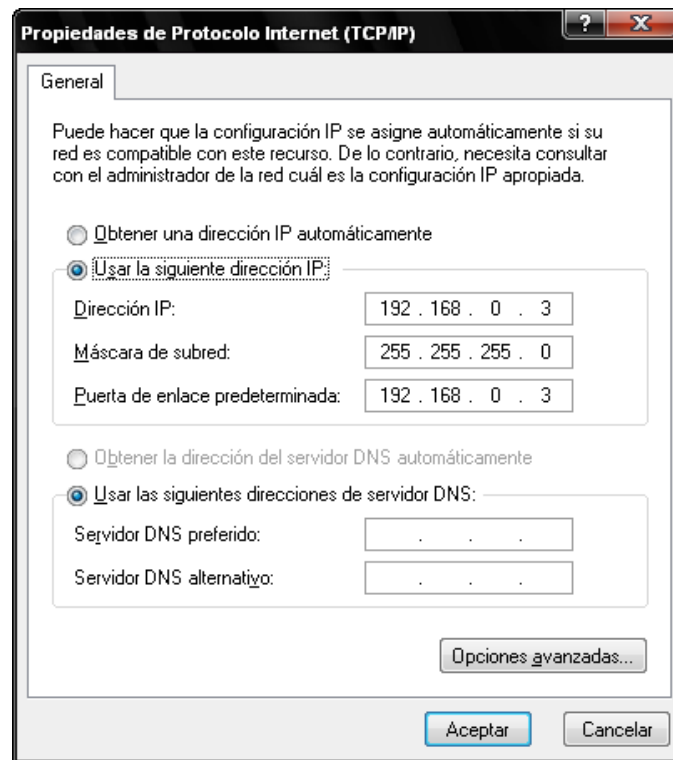 Propiedades de Protocolo Internet (TCP/IP)
General
Puede hacer que la configuración IP se asigne automáticamente si su
red es compatible con este recurso. De lo contrario, necesita consultar
con el administrador de la red cuál es la configuración IP apropiada.
Obtener una dirección IP automáticamente
Usar la siguiente dirección IP:
Dirección IP: 192 . 168 . 0 . 3
Máscara de subred: 255 . 255 . 255 . 0
Puerta de enlace predeterminada: 192 . 168 . 0 . 3
Obtener la dirección del servidor DNS automáticamente
Usar las siguientes direcciones de servidor DNS:
Servidor DNS preferido: . . .
Servidor DNS alternativo: . . .
Opciones avanzadas...
Aceptar Cancelar